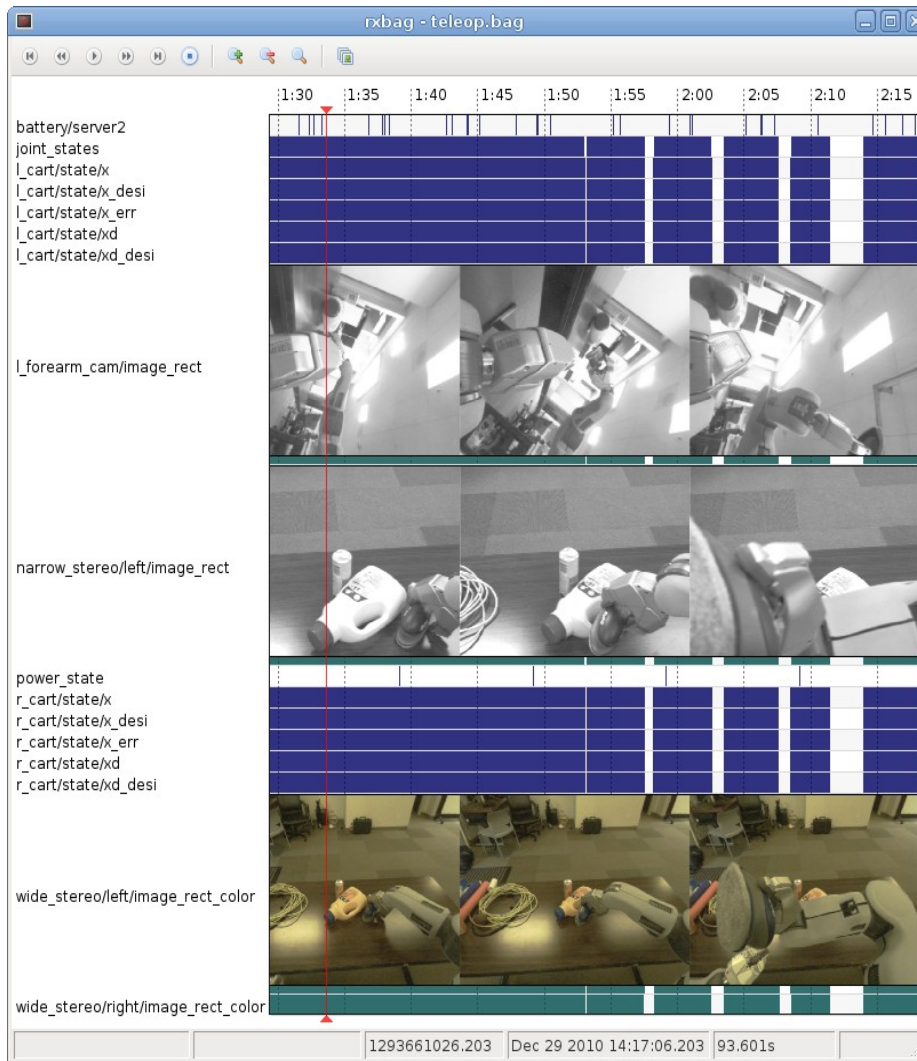 rxbag - teleop.bag
1:30 1:35 1:40 1:45 1:50 1:55 2:00 2:05 2:10 2:15
battery/server2
joint_states
l_cart/state/x
l_cart/state/x_desi
l_cart/state/x_err
l_cart/state/xd
l_cart/state/xd_desi
l_forearm_cam/image_rect
narrow_stereo/left/image_rect
power_state
r_cart/state/x
r_cart/state/x_desi
r_cart/state/x_err
r_cart/state/xd
r_cart/state/xd_desi
wide_stereo/left/image_rect_color
wide_stereo/right/image_rect_color
1293661026.203 Dec 29 2010 14:17:06.203 93.601s